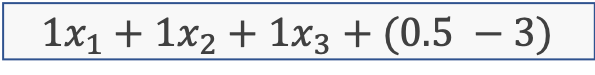 1x₁ + 1x₂ + 1x₃ + (0.5 − 3)